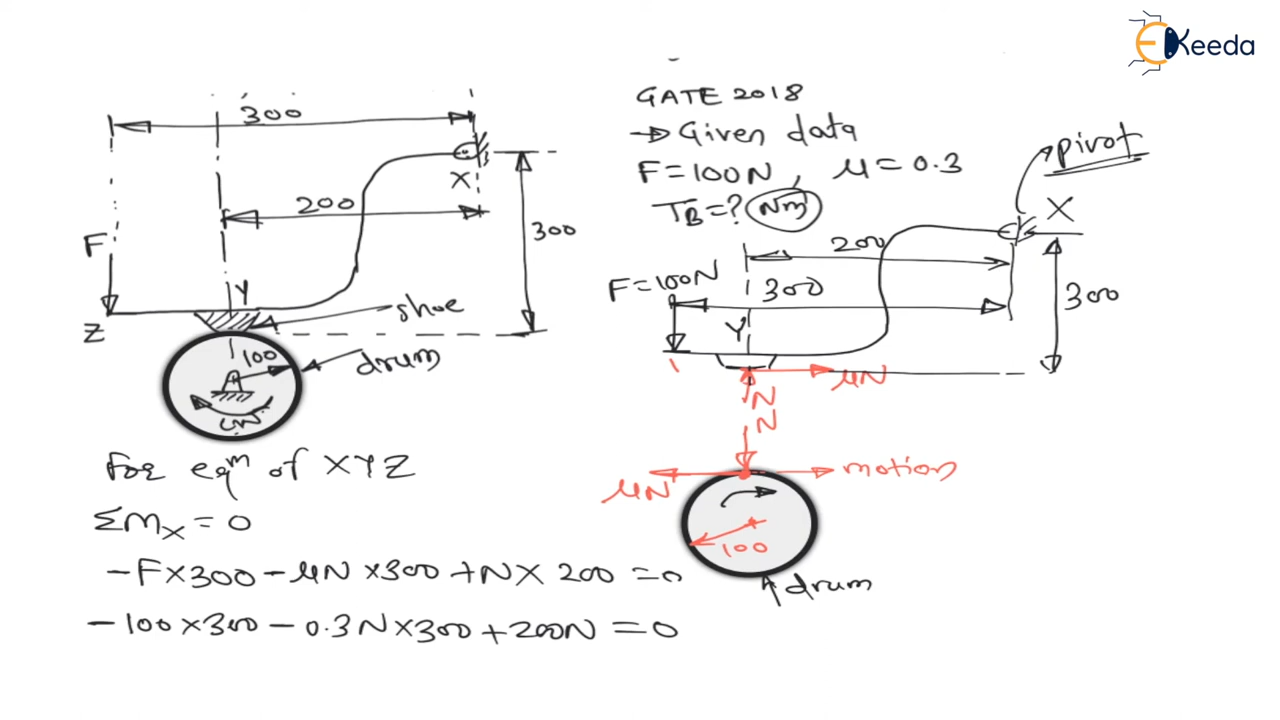 EKeeda
GATE 2018
→ Given data
F = 100N , μ = 0.3
TB = ? Nm
pivot
300
X
200
300
F
Y
Z
shoe
100
drum
CW
X
200
F=100N
300
300
Y
μN
N
N
motion
μN
100
drum
For eqm of XYZ
ΣMX = 0
-F×300 - μN ×300 + N× 200 = 0
-100×300 - 0.3N×300 + 200N = 0